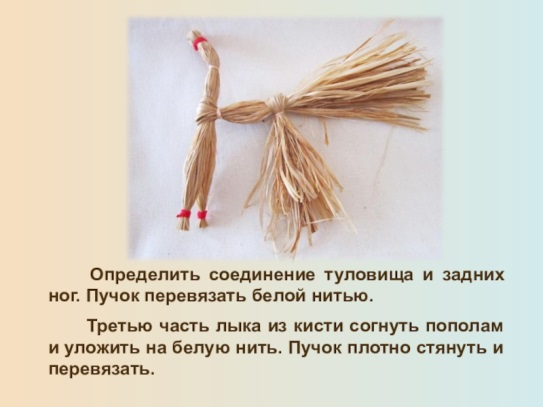 Определить соединение туловища и задних
ног. Пучок перевязать белой нитью.
Третью часть лыка из кисти согнуть пополам
и уложить на белую нить. Пучок плотно стянуть и
перевязать.